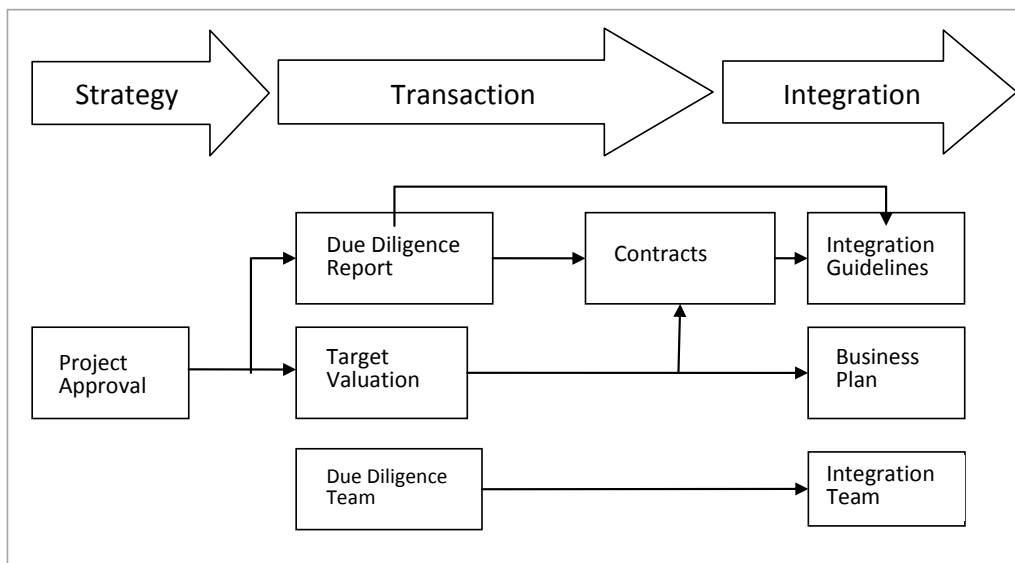 Strategy
Transaction
Integration
Due Diligence
Report
Contracts
Integration
Guidelines
Project
Approval
Target
Valuation
Business
Plan
Due Diligence
Team
Integration
Team